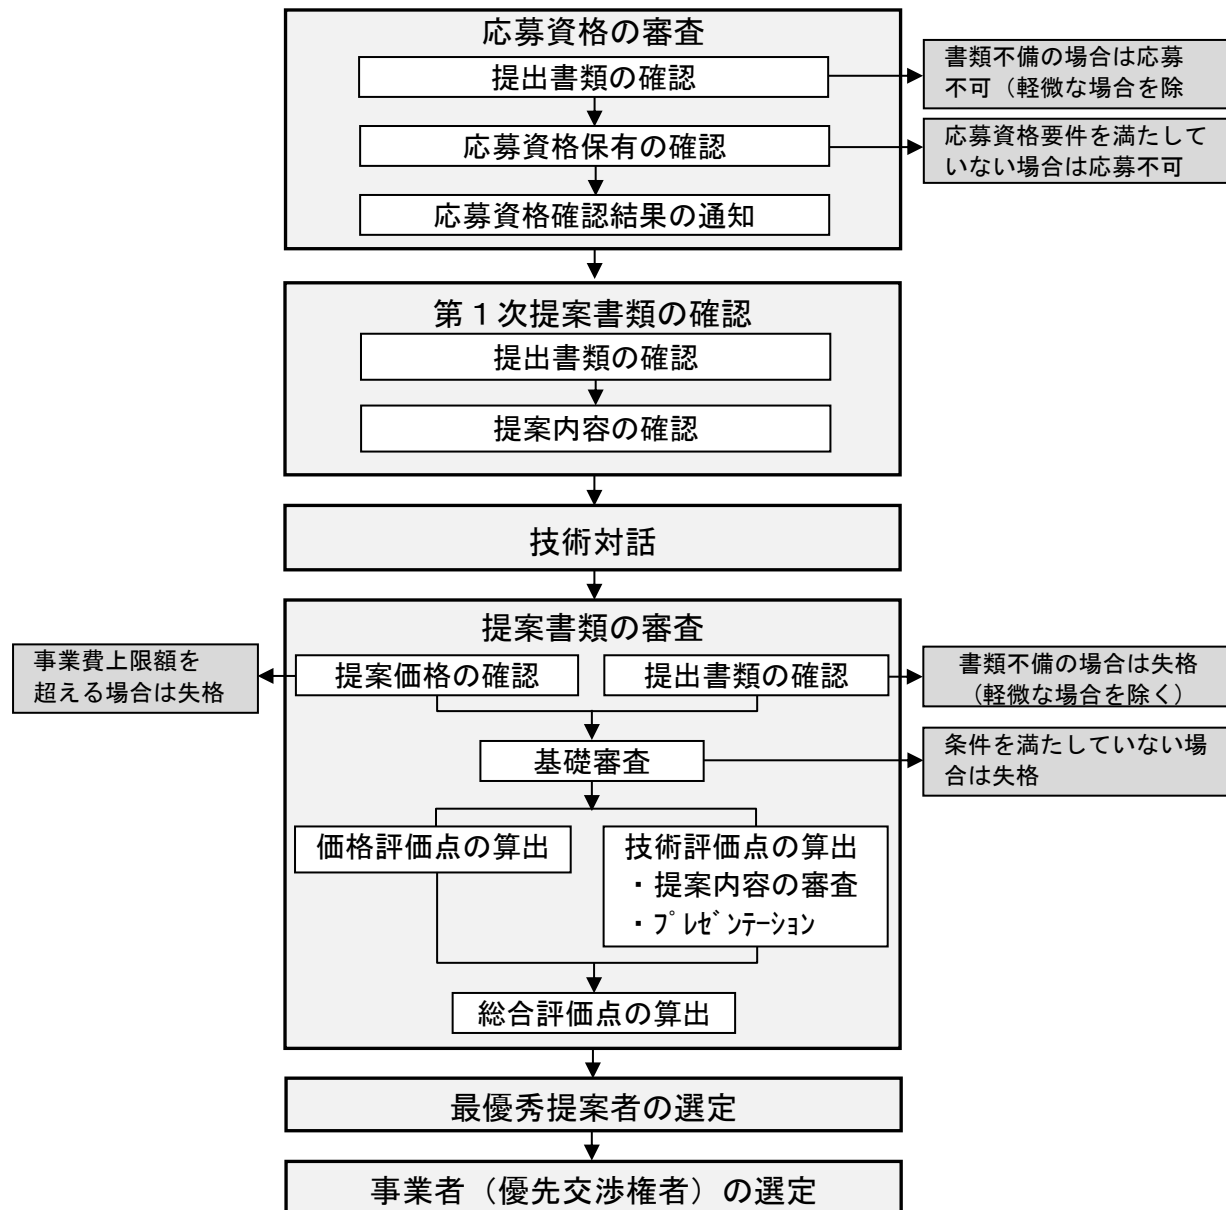 応募資格の審査
提出書類の確認
書類不備の場合は応募
不可（軽微な場合を除
応募資格保有の確認
応募資格要件を満たして
いない場合は応募不可
応募資格確認結果の通知
第１次提案書類の確認
提出書類の確認
提案内容の確認
技術対話
提案書類の審査
事業費上限額を
超える場合は失格
提案価格の確認
提出書類の確認
書類不備の場合は失格
（軽微な場合を除く）
基礎審査
条件を満たしていない場
合は失格
価格評価点の算出
技術評価点の算出
・提案内容の審査
・ﾌﾟﾚｾﾞﾝﾃｰｼｮﾝ
総合評価点の算出
最優秀提案者の選定
事業者（優先交渉権者）の選定